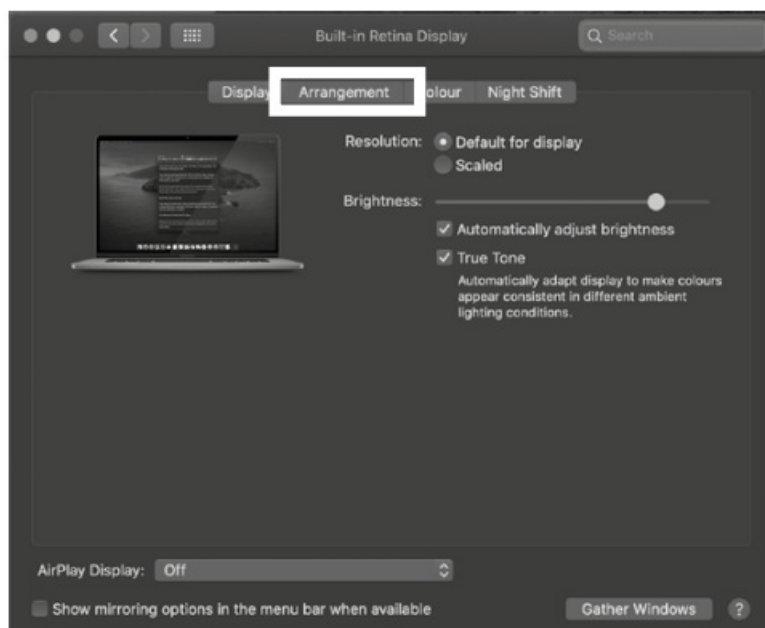 Built-in Retina Display
Search
Display Arrangement Colour Night Shift
Resolution: Default for display
Scaled
Brightness:
Automatically adjust brightness
True Tone
Automatically adapt display to make colours
appear consistent in different ambient
lighting conditions.
AirPlay Display: Off
Show mirroring options in the menu bar when available
Gather Windows ?